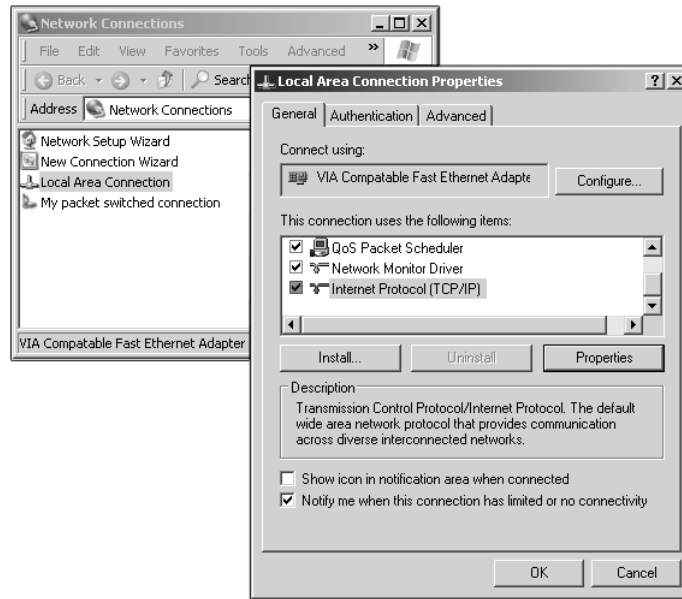 Network Connections
File Edit View Favorites Tools Advanced »
Back Search
Address Network Connections
Network Setup Wizard
New Connection Wizard
Local Area Connection
My packet switched connection
VIA Compatable Fast Ethernet Adapter
Local Area Connection Properties
General Authentication Advanced
Connect using:
VIA Compatable Fast Ethernet Adapte
Configure...
This connection uses the following items:
QoS Packet Scheduler
Network Monitor Driver
Internet Protocol (TCP/IP)
Install... Uninstall Properties
Description
Transmission Control Protocol/Internet Protocol. The default
wide area network protocol that provides communication
across diverse interconnected networks.
Show icon in notification area when connected
Notify me when this connection has limited or no connectivity
OK Cancel